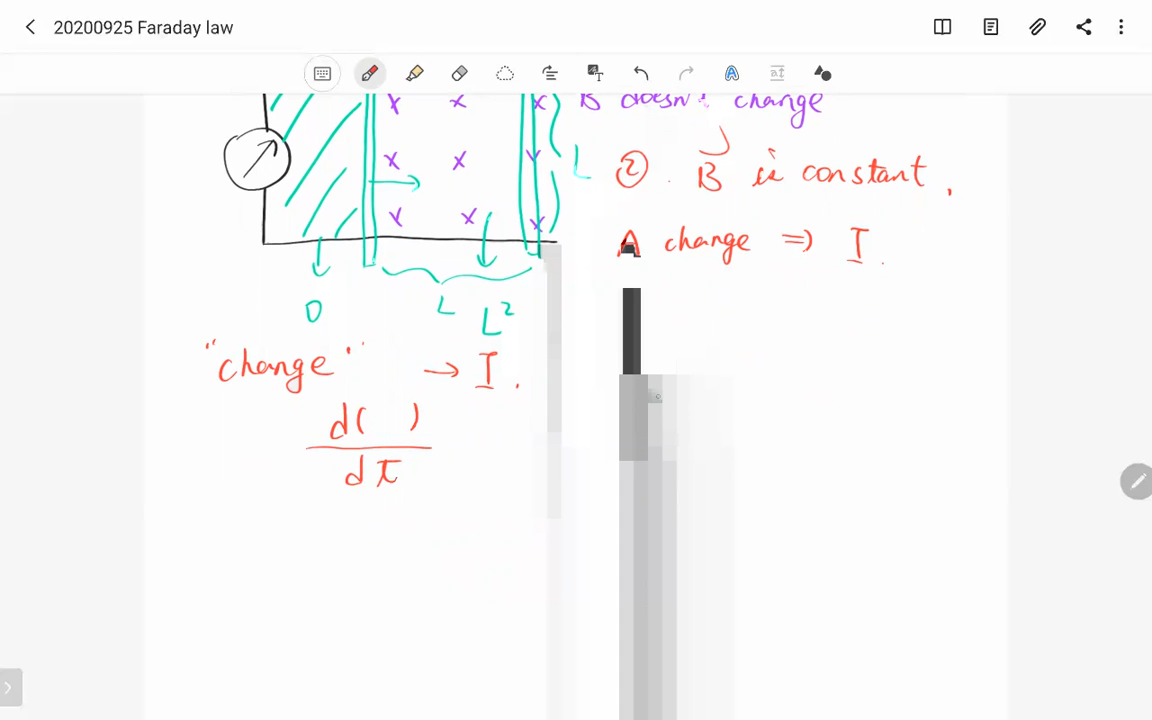 20200925 Faraday law
B doesn't change
x x x
L
② . B is constant,
x x x
x x x
A change => I.
0
L
L²
"change" → I.
d( )
dt